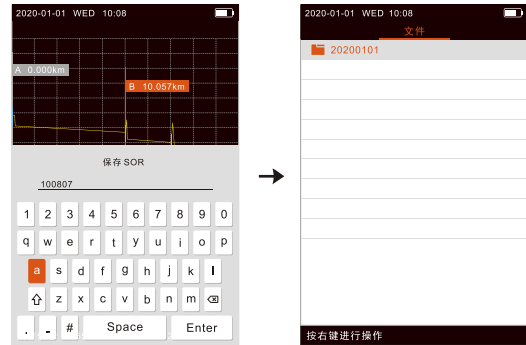 2020-01-01 WED 10:08
A 0.000km
B 10.057km
保存 SOR
100807
1 2 3 4 5 6 7 8 9 0
q w e r t y u i o p
a s d f g h j k l
z x c v b n m
. - # Space Enter
2020-01-01 WED 10:08
文件
20200101
按右键进行操作